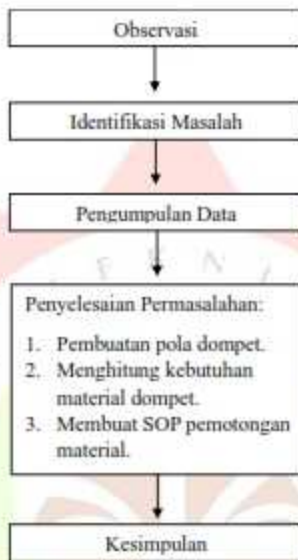 Observasi
Identifikasi Masalah
Pengumpulan Data
Penyelesaian Permasalahan:
1. Pembuatan pola dompet.
2. Menghitung kebutuhan
material dompet.
3. Membuat SOP pemotongan
material.
Kesimpulan